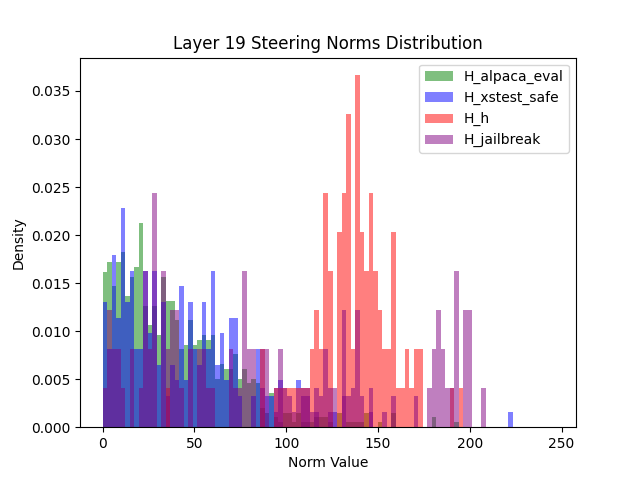 Layer 19 Steering Norms Distribution
H_alpaca_eval
H_xstest_safe
H_h
H_jailbreak
Density
0.035
0.030
0.025
0.020
0.015
0.010
0.005
0.000
0
50
100
150
200
250
Norm Value